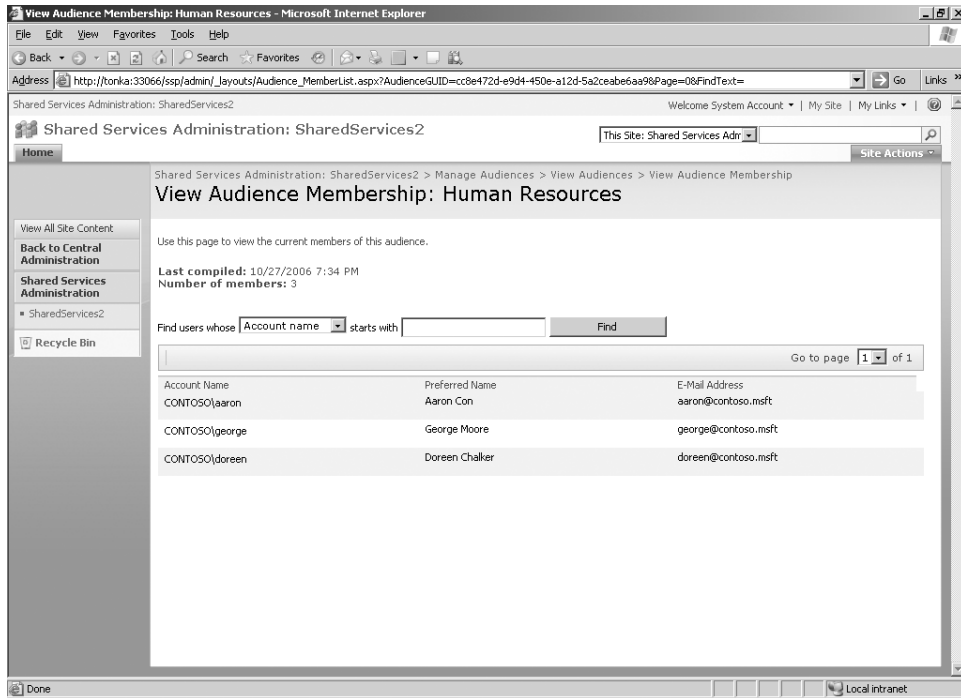 View Audience Membership: Human Resources - Microsoft Internet Explorer
File Edit View Favorites Tools Help
Back Search Favorites
Address http://tonka:33066/ssp/admin/_layouts/Audience_MemberList.aspx?AudienceGUID=cc8e472d-e9d4-450e-a12d-5a2ceabe6aa9&Page=0&FindText= Go Links »
Shared Services Administration: SharedServices2 Welcome System Account | My Site | My Links |
Shared Services Administration: SharedServices2 This Site: Shared Services Adr
Home Site Actions
Shared Services Administration: SharedServices2 > Manage Audiences > View Audiences > View Audience Membership
View Audience Membership: Human Resources
View All Site Content
Back to Central Administration
Shared Services Administration
SharedServices2
Recycle Bin
Use this page to view the current members of this audience.
Last compiled: 10/27/2006 7:34 PM
Number of members: 3
Find users whose Account name starts with Find
Go to page 1 of 1
Account Name Preferred Name E-Mail Address
CONTOSO\aaron Aaron Con aaron@contoso.msft
CONTOSO\george George Moore george@contoso.msft
CONTOSO\doreen Doreen Chalker doreen@contoso.msft
Done Local intranet